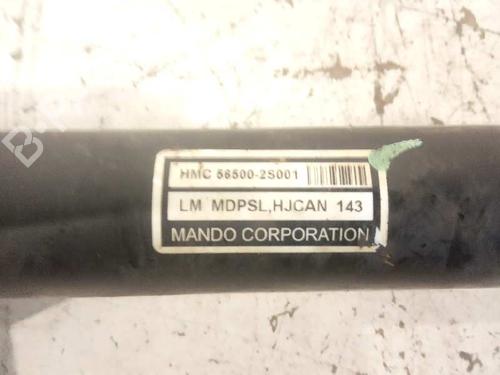 HMC 56500-2S001
LM MDPSL,HJCAN 143
MANDO CORPORATION